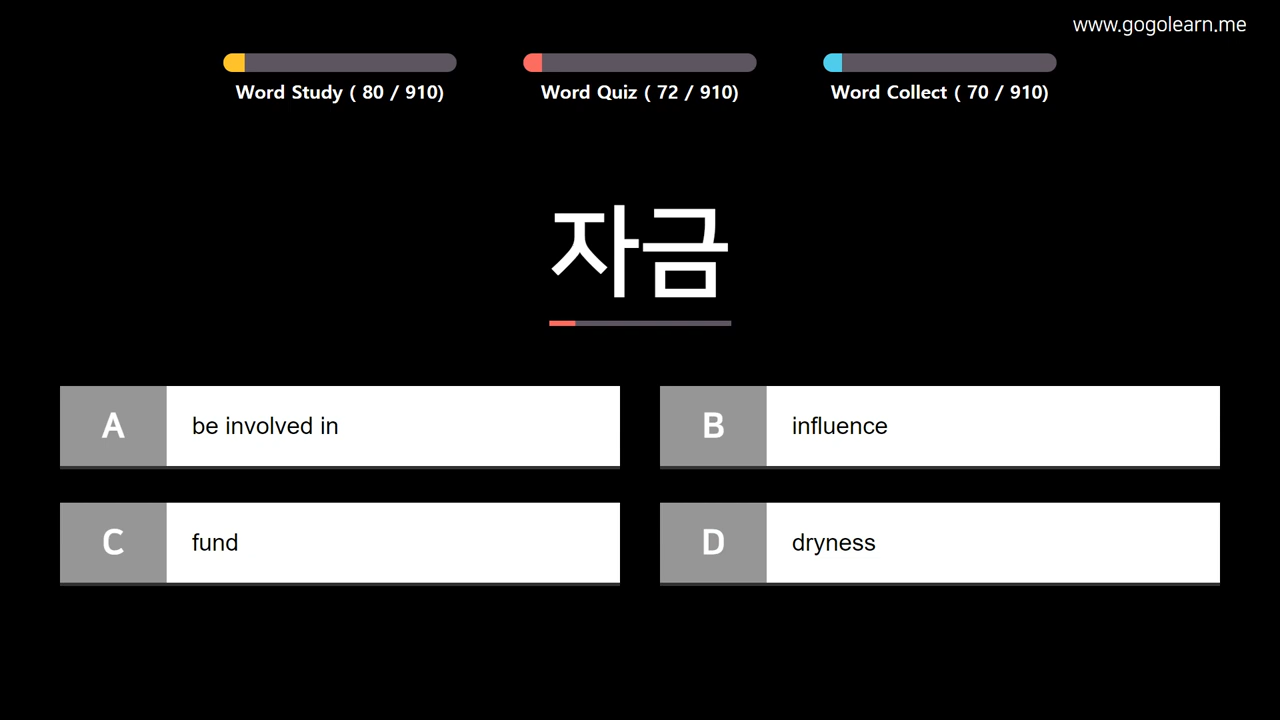 www.gogolearn.me
Word Study ( 80 / 910)
Word Quiz ( 72 / 910)
Word Collect ( 70 / 910)
자금
A
be involved in
B
influence
C
fund
D
dryness